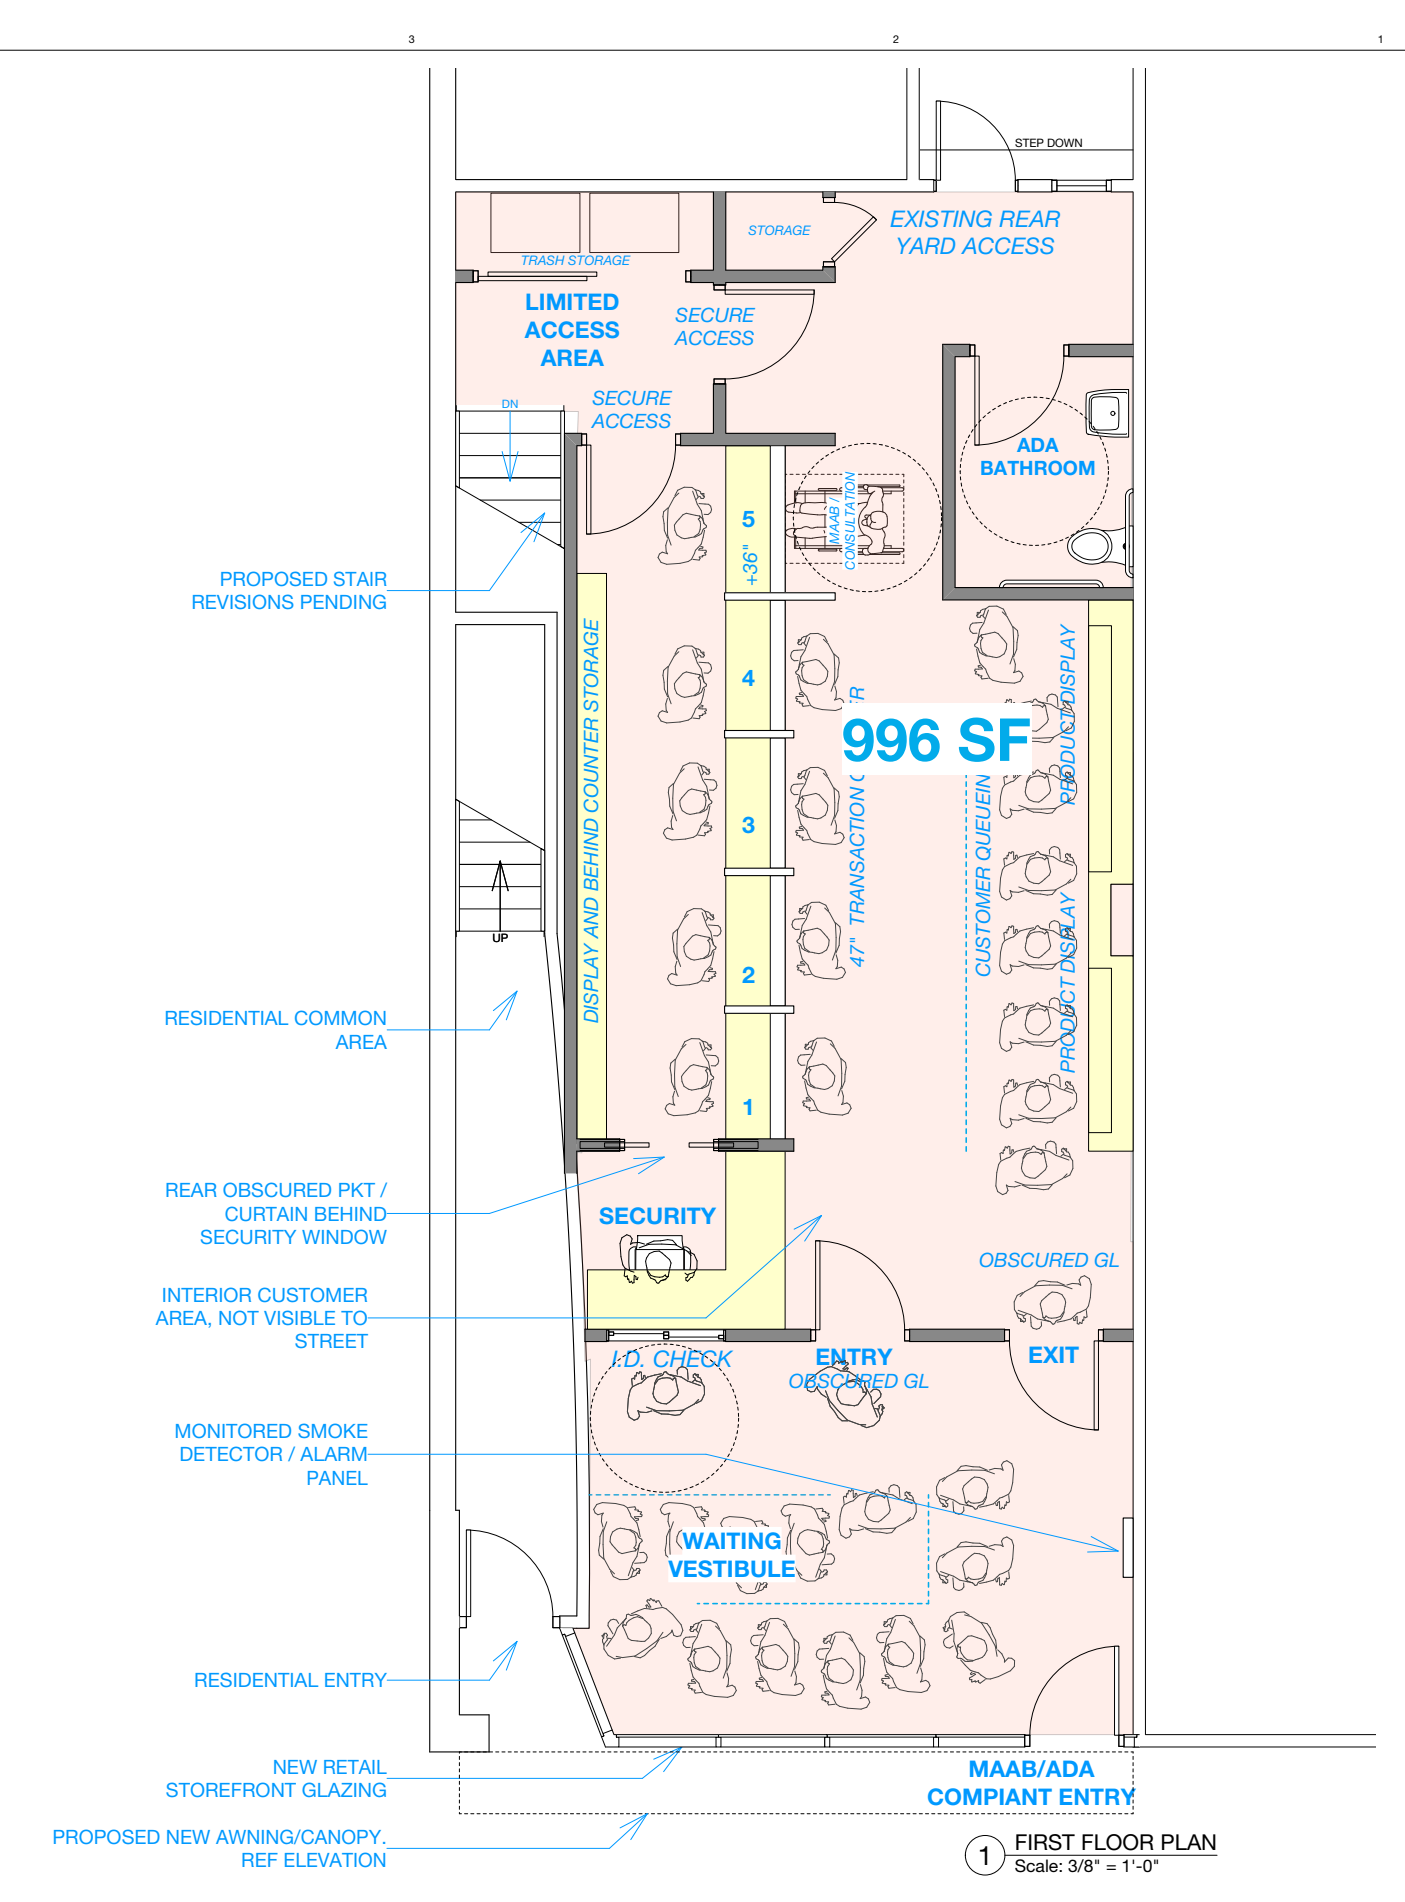 3
2
1
STEP DOWN
EXISTING REAR
YARD ACCESS
STORAGE
TRASH STORAGE
LIMITED
ACCESS
AREA
SECURE
ACCESS
SECURE
ACCESS
DN
ADA
BATHROOM
MAAB /
CONSULTATION
5
+36"
PROPOSED STAIR
REVISIONS PENDING
DISPLAY AND BEHIND COUNTER STORAGE
4
996 SF
PRODUCT DISPLAY
3
47" TRANSACTION
CUSTOMER QUEUEIN
2
PRODUCT DISPLAY
UP
RESIDENTIAL COMMON
AREA
1
REAR OBSCURED PKT /
CURTAIN BEHIND
SECURITY WINDOW
SECURITY
OBSCURED GL
INTERIOR CUSTOMER
AREA, NOT VISIBLE TO
STREET
I.D. CHECK
ENTRY
OBSCURED GL
EXIT
MONITORED SMOKE
DETECTOR / ALARM
PANEL
WAITING
VESTIBULE
RESIDENTIAL ENTRY
NEW RETAIL
STOREFRONT GLAZING
MAAB/ADA
COMPIANT ENTRY
PROPOSED NEW AWNING/CANOPY.
REF ELEVATION
1
FIRST FLOOR PLAN
Scale: 3/8" = 1'-0"